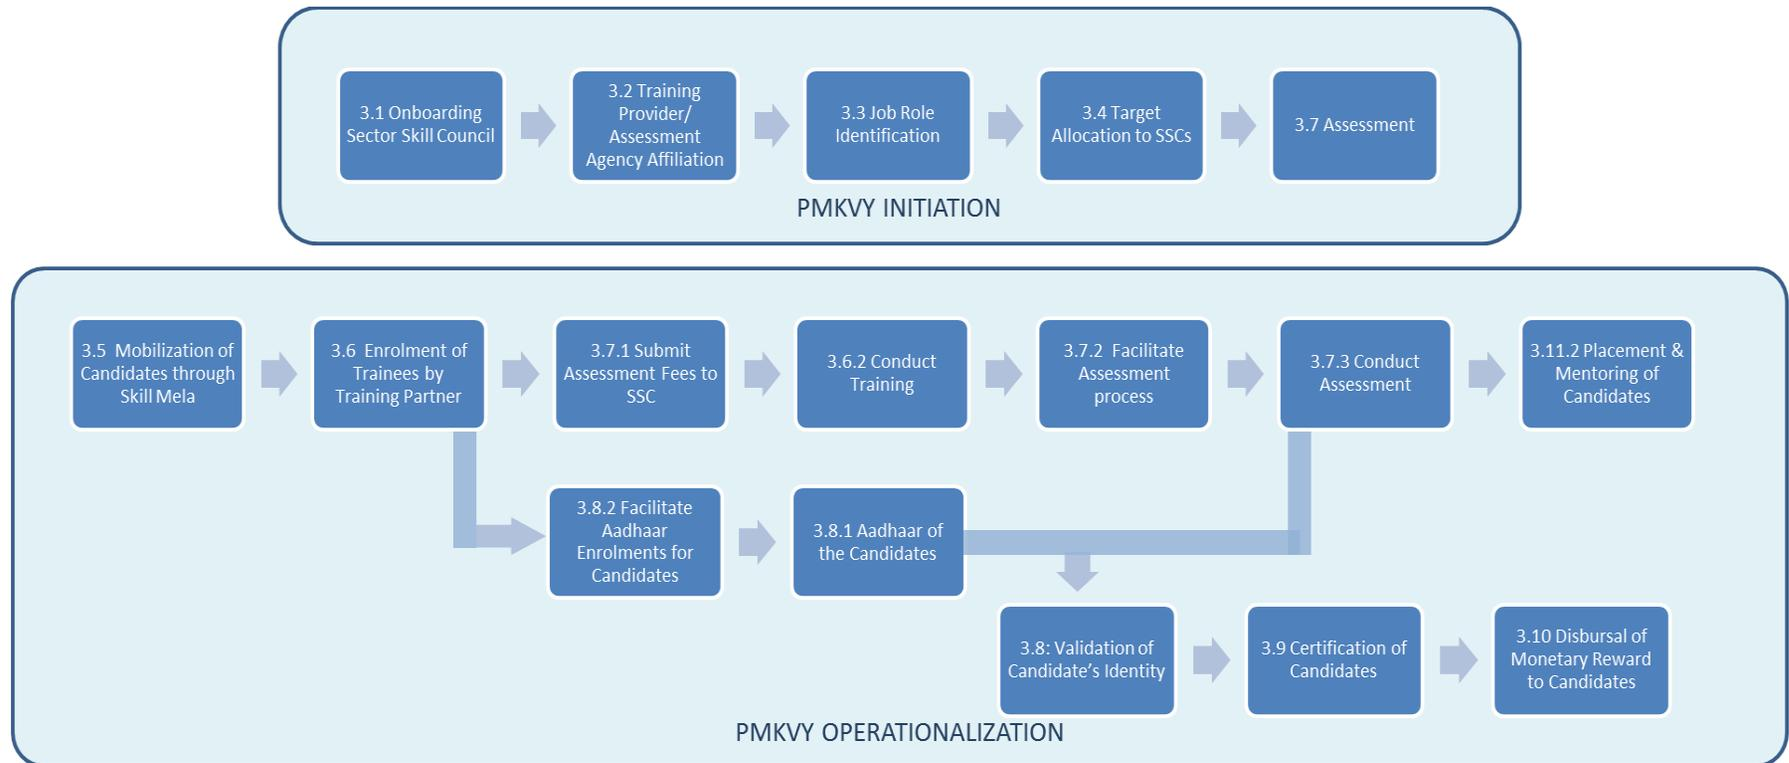 3.1 Onboarding
Sector Skill Council
3.2 Training
Provider/
Assessment
Agency Affiliation
3.3 Job Role
Identification
3.4 Target
Allocation to SSCs
3.7 Assessment
PMKVY INITIATION
3.5 Mobilization of
Candidates through
Skill Mela
3.6 Enrolment of
Trainees by
Training Partner
3.7.1 Submit
Assessment Fees to
SSC
3.6.2 Conduct
Training
3.7.2 Facilitate
Assessment
process
3.7.3 Conduct
Assessment
3.11.2 Placement &
Mentoring of
Candidates
3.8.2 Facilitate
Aadhaar
Enrolments for
Candidates
3.8.1 Aadhaar of
the Candidates
3.8: Validation of
Candidate’s Identity
3.9 Certification of
Candidates
3.10 Disbursal of
Monetary Reward
to Candidates
PMKVY OPERATIONALIZATION